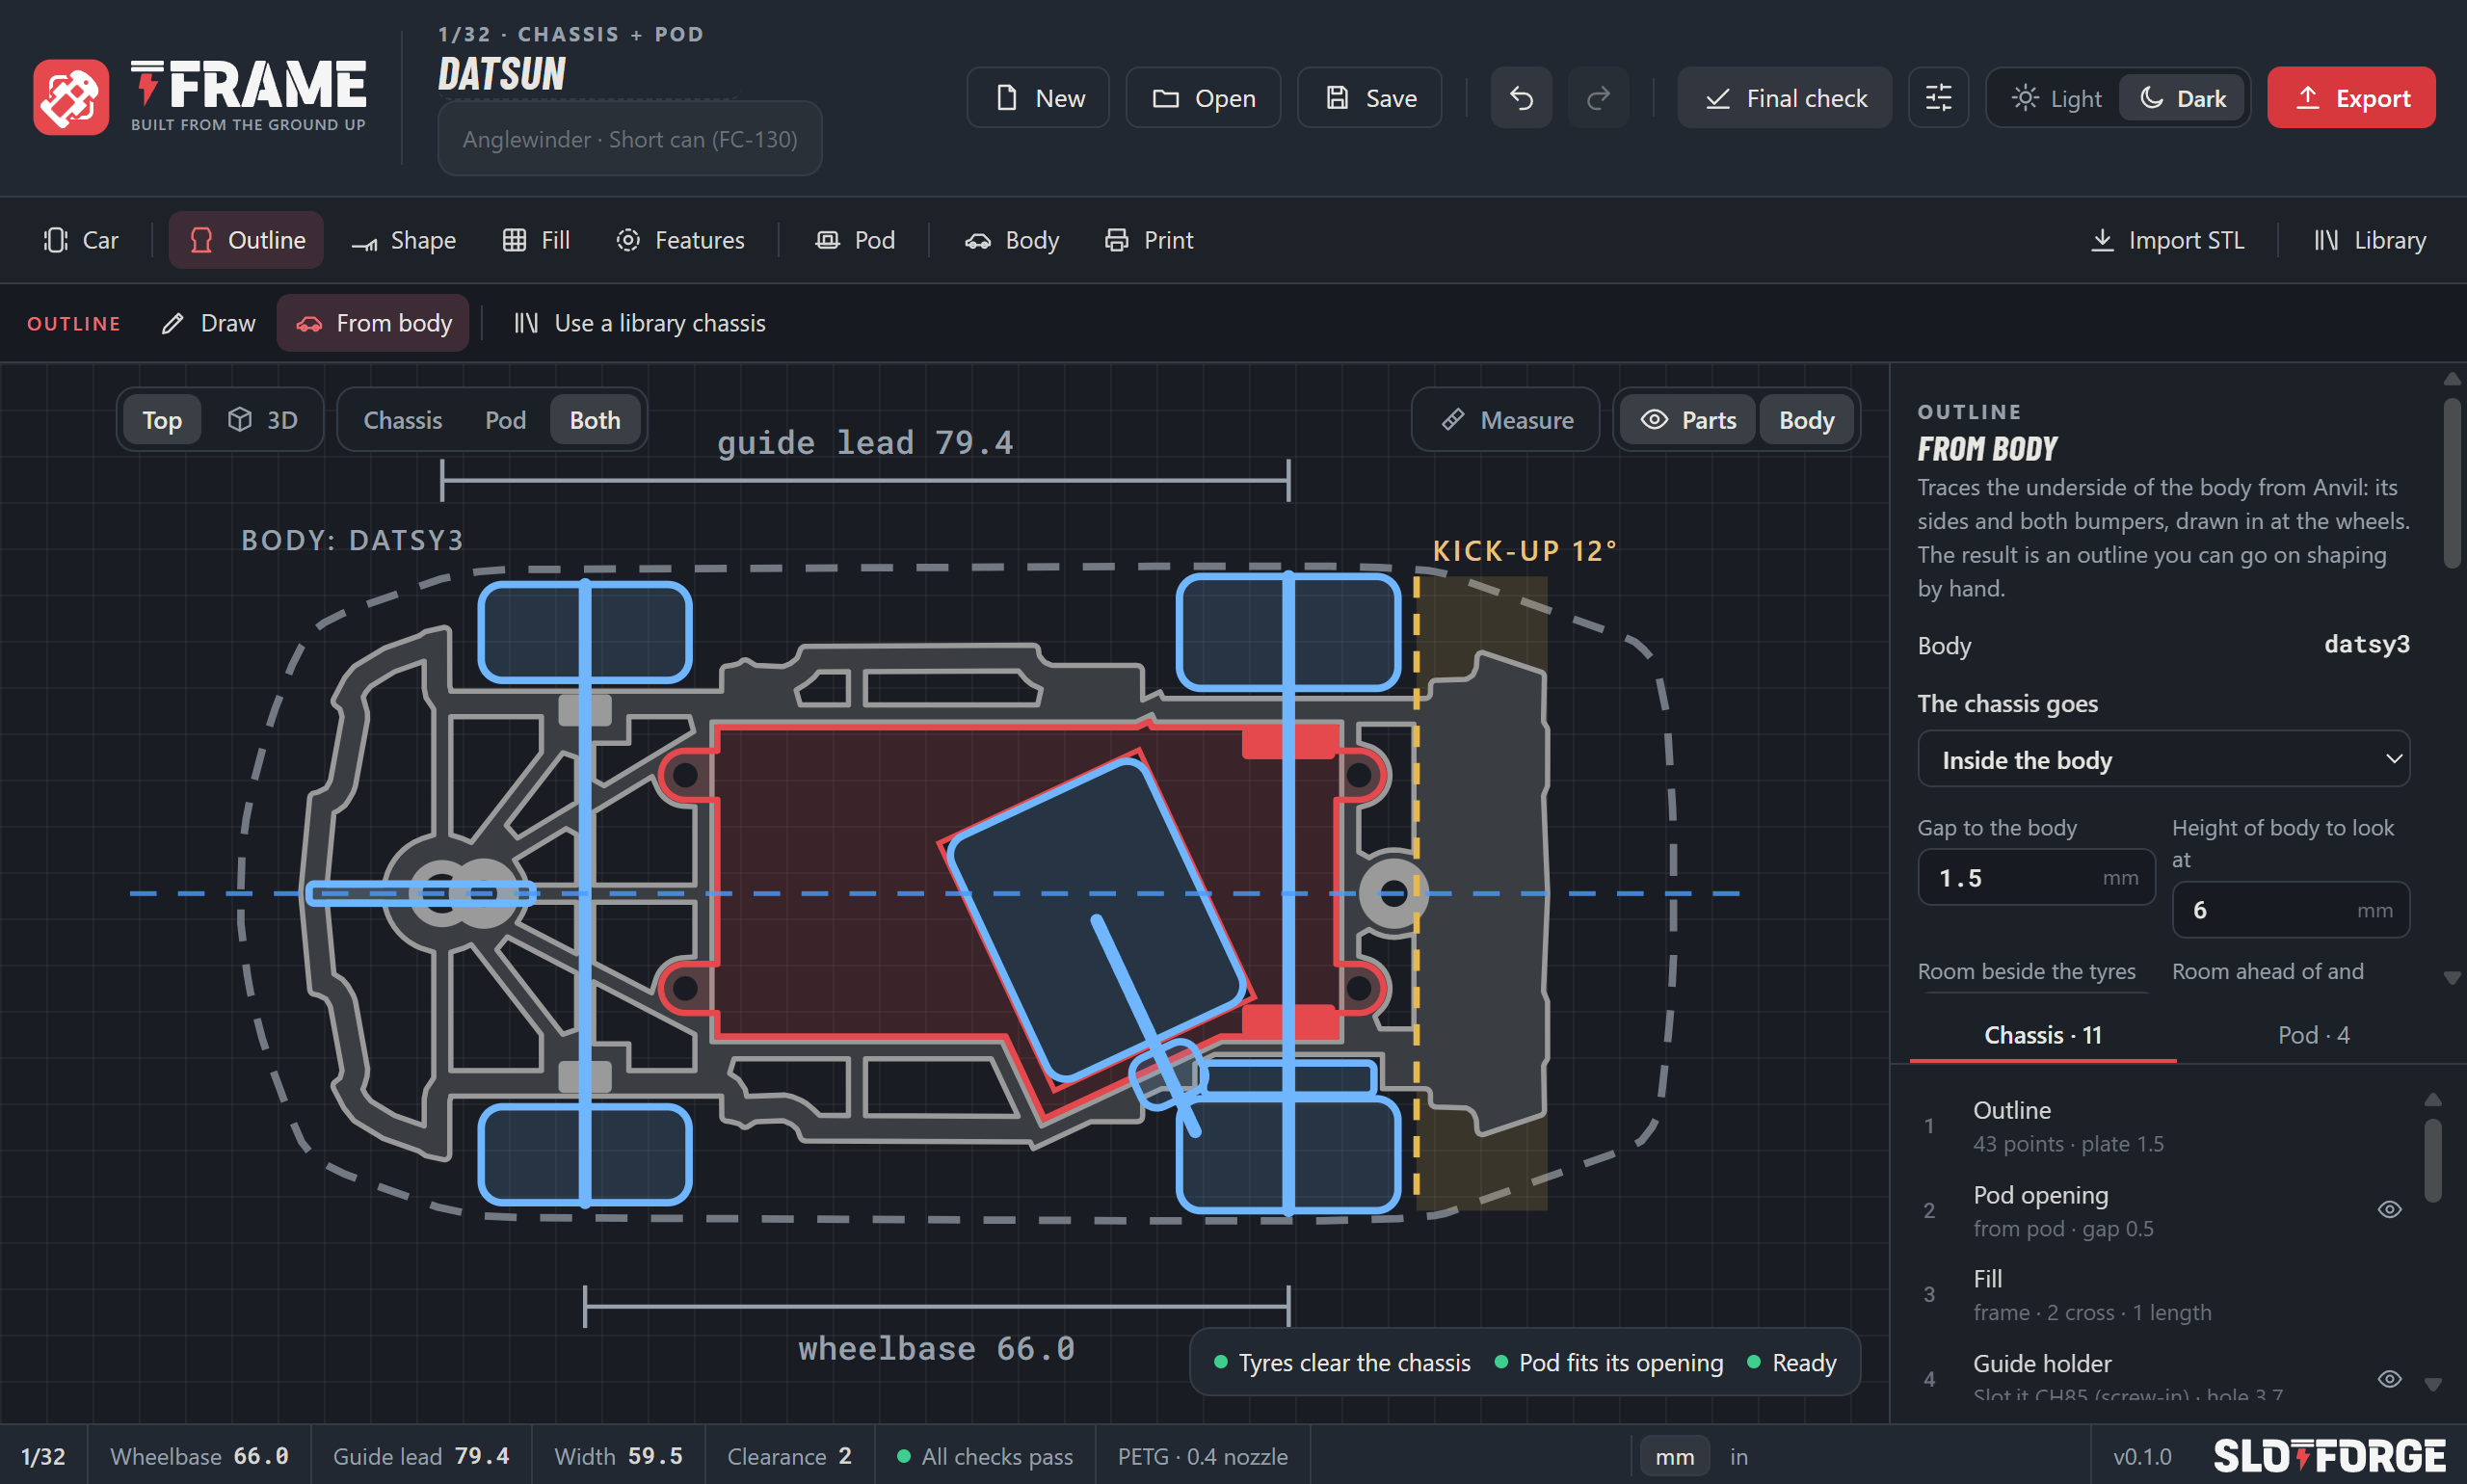 FRAME
BUILT FROM THE GROUND UP
1/32 · CHASSIS + POD
DATSUN
Anglewinder · Short can (FC-130)
New
Open
Save
Final check
Light
Dark
Export
Car
Outline
Shape
Fill
Features
Pod
Body
Print
Import STL
Library
OUTLINE
Draw
From body
Use a library chassis
Top
3D
Chassis
Pod
Both
Measure
Parts
Body
guide lead 79.4
BODY: DATSY3
KICK-UP 12°
wheelbase 66.0
Tyres clear the chassis
Pod fits its opening
Ready
OUTLINE
FROM BODY
Traces the underside of the body from Anvil: its
sides and both bumpers, drawn in at the wheels.
The result is an outline you can go on shaping
by hand.
Body
datsy3
The chassis goes
Inside the body
Gap to the body
1.5 mm
Height of body to look
at
6 mm
Room beside the tyres
Room ahead of and
Chassis · 11
Pod · 4
1
Outline
43 points · plate 1.5
2
Pod opening
from pod · gap 0.5
3
Fill
frame · 2 cross · 1 length
4
Guide holder
Slot it CH85 (screw-in) · hole 3.7
1/32
Wheelbase 66.0
Guide lead 79.4
Width 59.5
Clearance 2
All checks pass
PETG · 0.4 nozzle
mm
in
v0.1.0
SLOTFORGE